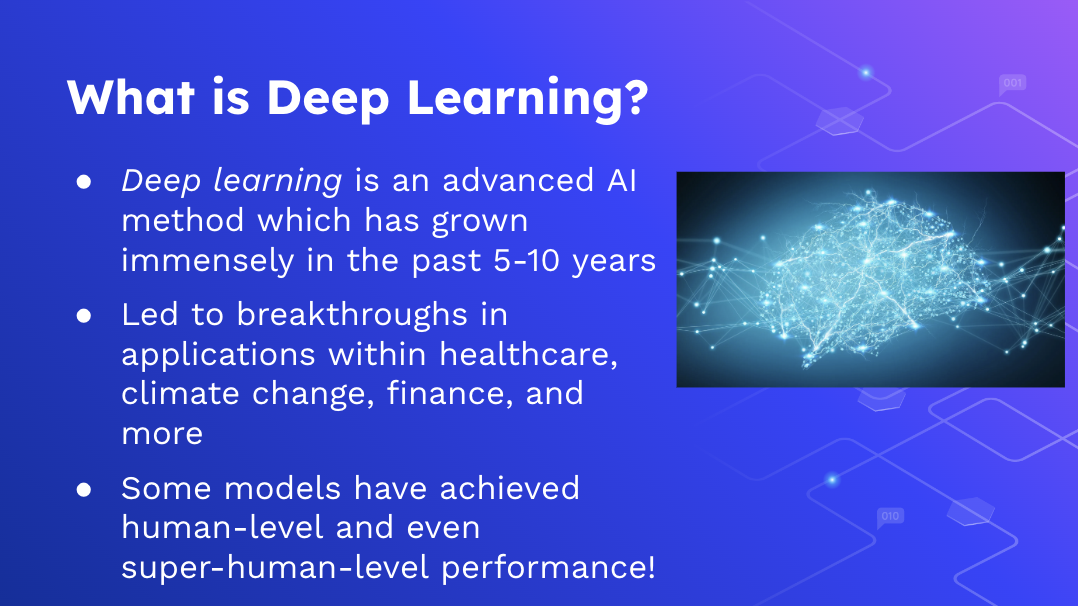 What is Deep Learning?
● Deep learning is an advanced AI
method which has grown
immensely in the past 5-10 years
● Led to breakthroughs in
applications within healthcare,
climate change, finance, and
more
● Some models have achieved
human-level and even
super-human-level performance!
001
010